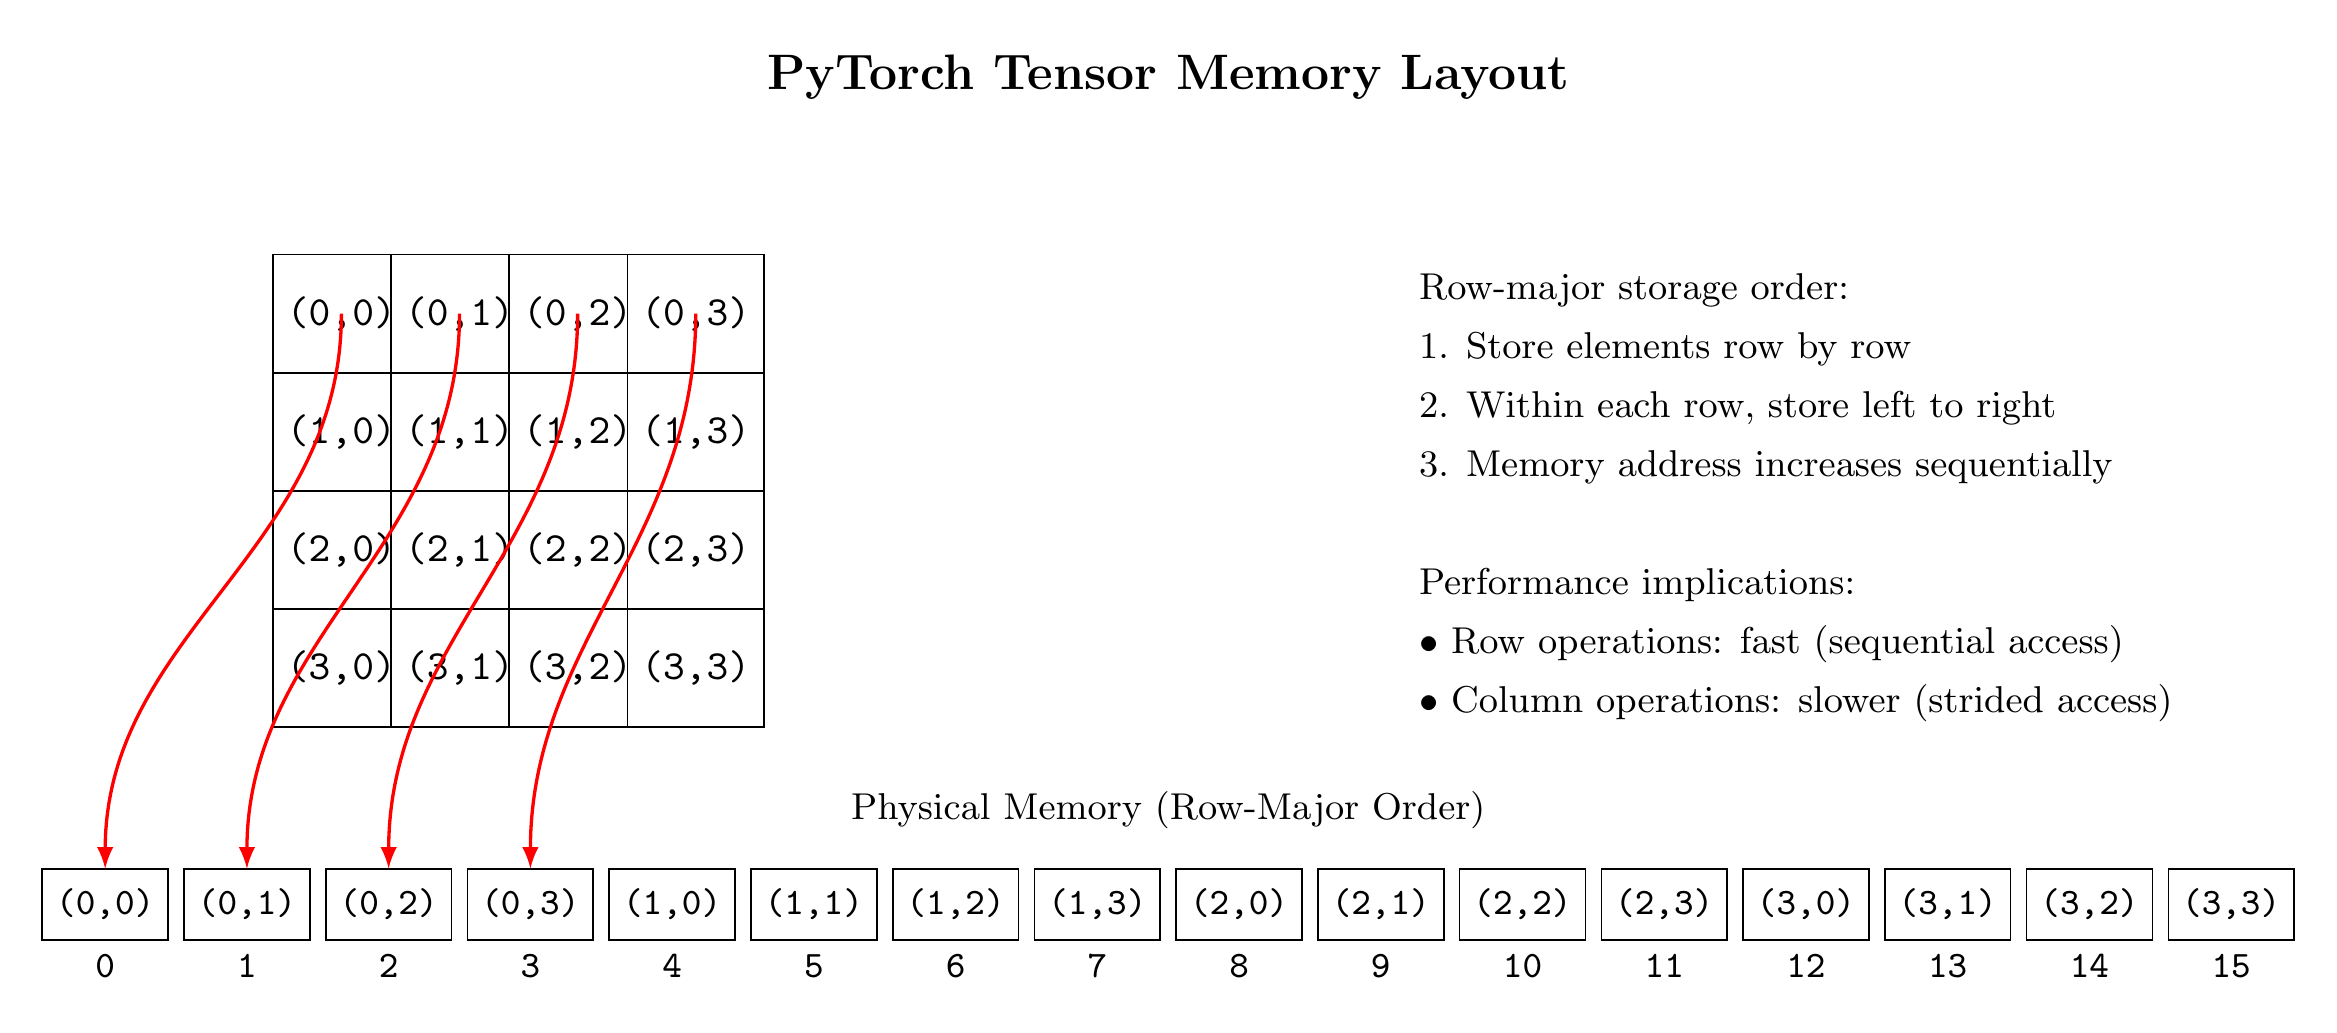 PyTorch Tensor Memory Layout
(0,0) (0,1) (0,2) (0,3)
(1,0) (1,1) (1,2) (1,3)
(2,0) (2,1) (2,2) (2,3)
(3,0) (3,1) (3,2) (3,3)
Row-major storage order:
1. Store elements row by row
2. Within each row, store left to right
3. Memory address increases sequentially
Performance implications:
• Row operations: fast (sequential access)
• Column operations: slower (strided access)
Physical Memory (Row-Major Order)
(0,0) (0,1) (0,2) (0,3) (1,0) (1,1) (1,2) (1,3) (2,0) (2,1) (2,2) (2,3) (3,0) (3,1) (3,2) (3,3)
0 1 2 3 4 5 6 7 8 9 10 11 12 13 14 15